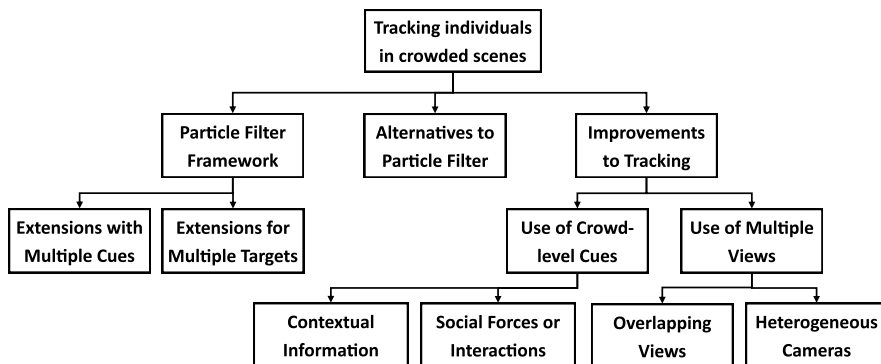 Tracking individuals
in crowded scenes
Particle Filter
Framework
Alternatives to
Particle Filter
Improvements
to Tracking
Extensions with
Multiple Cues
Extensions for
Multiple Targets
Use of Crowd-
level Cues
Use of Multiple
Views
Contextual
Information
Social Forces or
Interactions
Overlapping
Views
Heterogeneous
Cameras